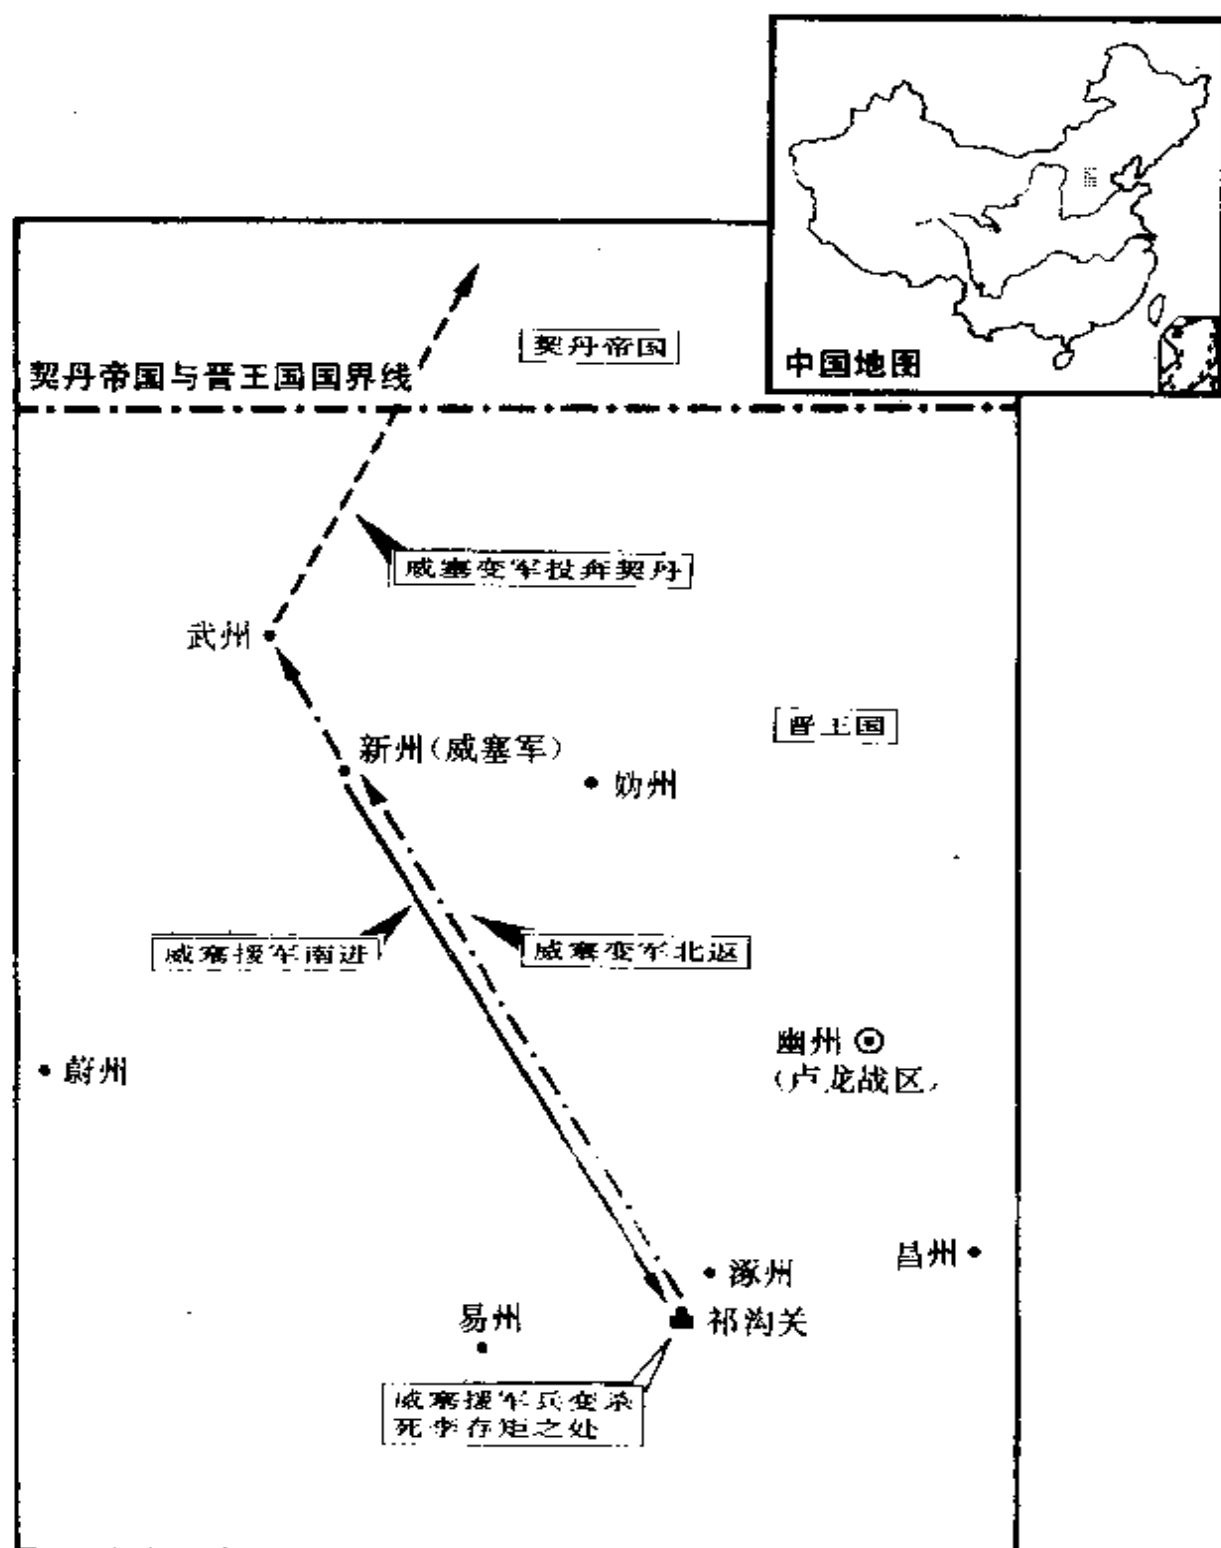 中国地图
契丹帝国
契丹帝国与晋王国国界线
威塞变军投奔契丹
武州
晋王国
新州(威塞军)
妫州
威塞援军南进
威塞变军北返
幽州
(卢龙战区)
蔚州
昌州
涿州
易州
祁沟关
威塞援军兵变杀
死李存矩之处